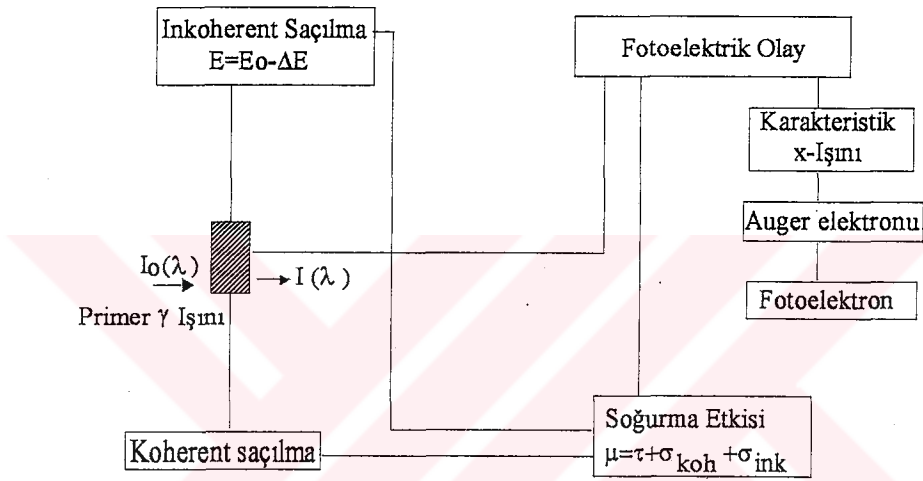 Inkoherent Saçılma
E=Eo-ΔE
Fotoelektrik Olay
Karakteristik
x-Işını
Auger elektronu
Fotoelektron
Io(λ)
I (λ)
Primer γ Işını
Koherent saçılma
Soğurma Etkisi
μ=τ+σkoh +σink